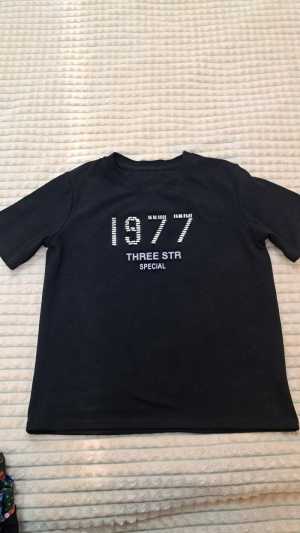 1977
THREE STR
SPECIAL